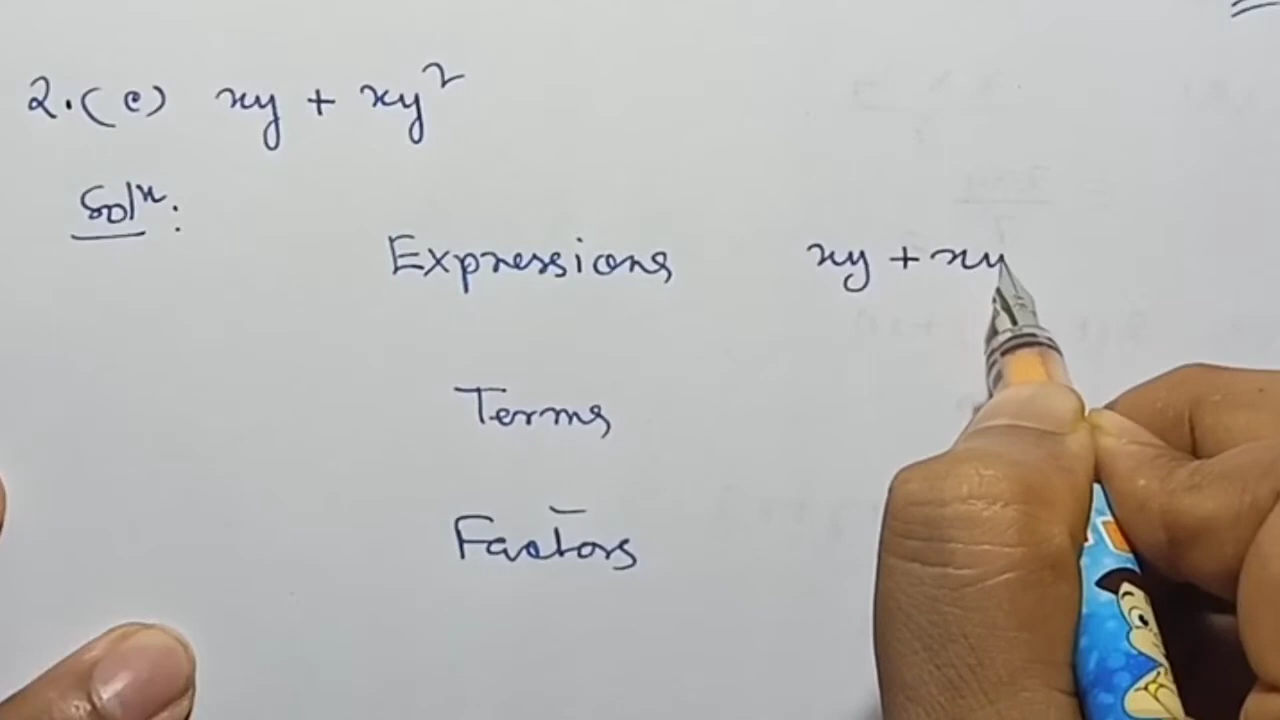 2.(e) xy + xy²
Solⁿ:
Expressions xy + xy
Terms
Factors